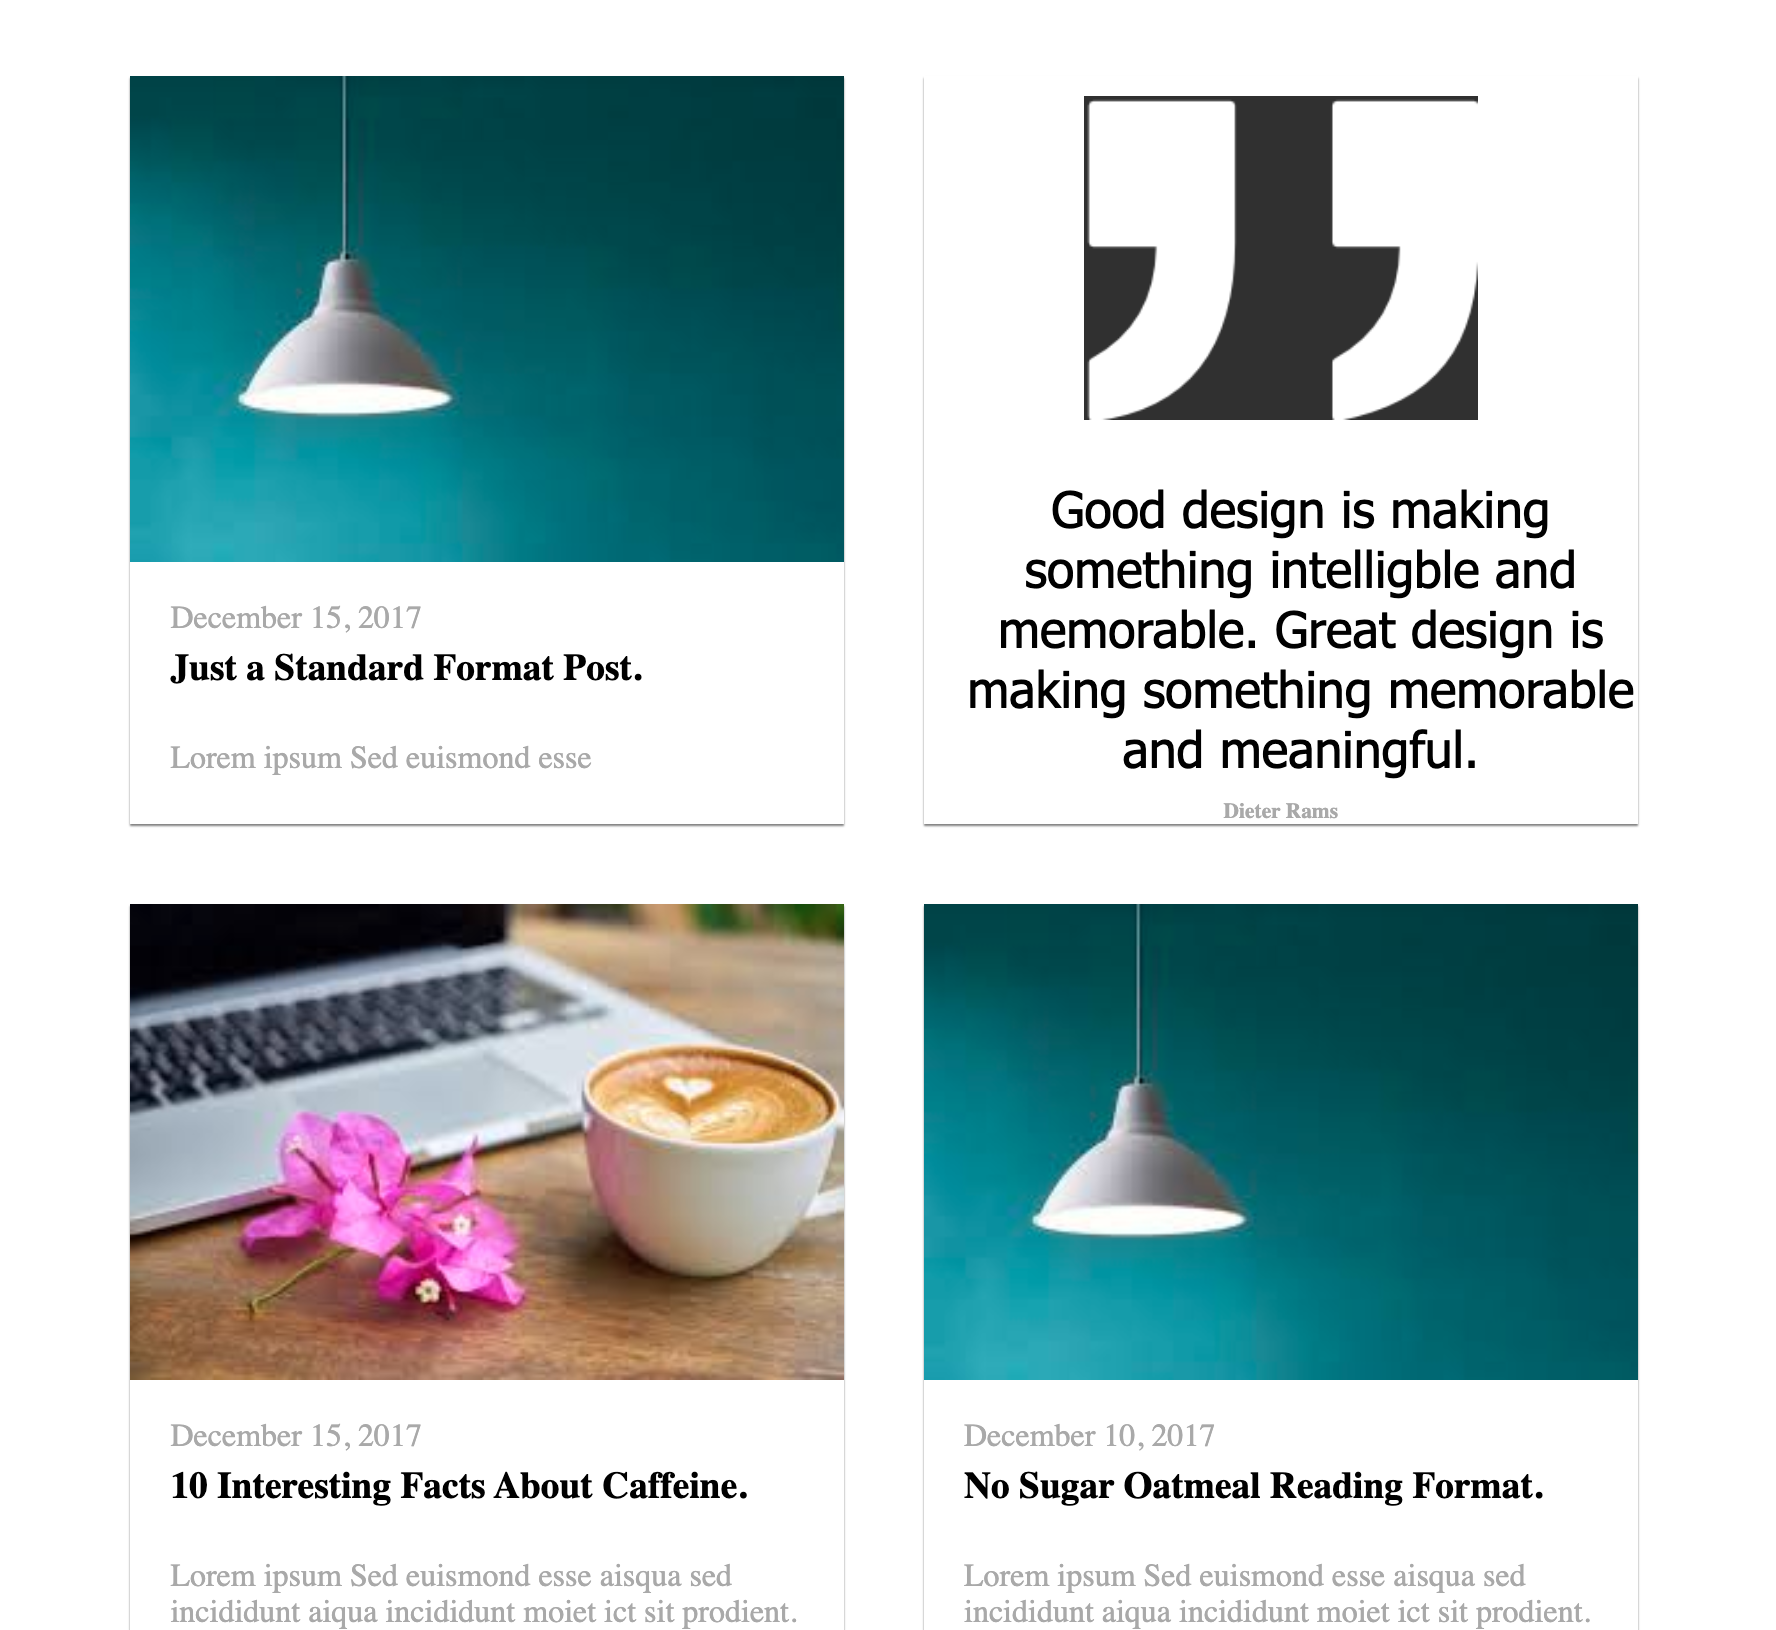 December 15, 2017
Just a Standard Format Post.
Lorem ipsum Sed euismond esse
Good design is making
something intelligble and
memorable. Great design is
making something memorable
and meaningful.
Dieter Rams
December 15, 2017
10 Interesting Facts About Caffeine.
Lorem ipsum Sed euismond esse aisqua sed
incididunt aiqua incididunt moiet ict sit prodient.
December 10, 2017
No Sugar Oatmeal Reading Format.
Lorem ipsum Sed euismond esse aisqua sed
incididunt aiqua incididunt moiet ict sit prodient.